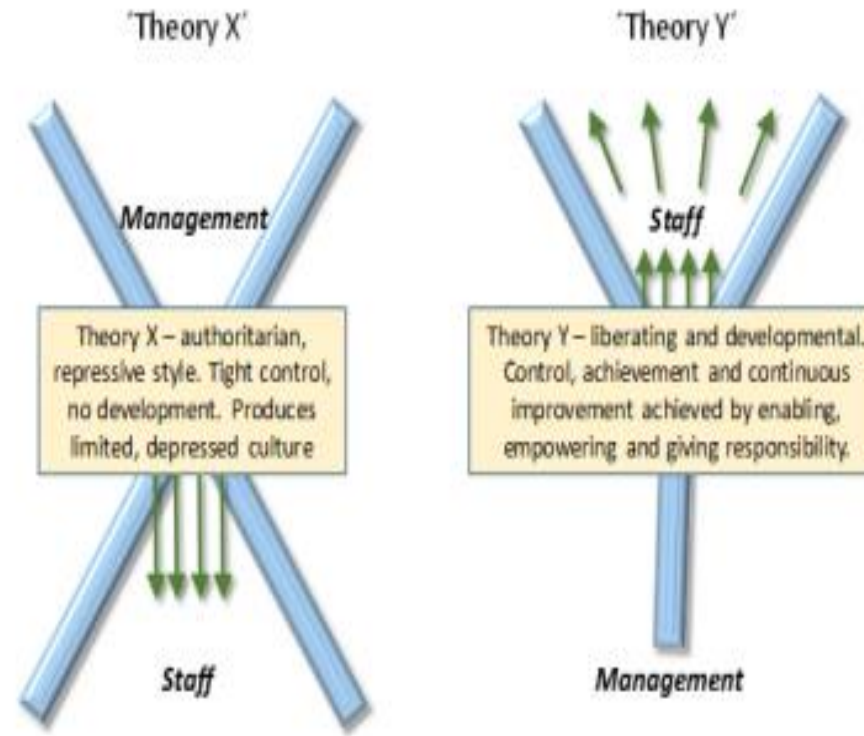 'Theory X'
Management
Theory X – authoritarian,
repressive style. Tight control,
no development. Produces
limited, depressed culture
Staff
'Theory Y'
Staff
Theory Y – liberating and developmental.
Control, achievement and continuous
improvement achieved by enabling,
empowering and giving responsibility.
Management